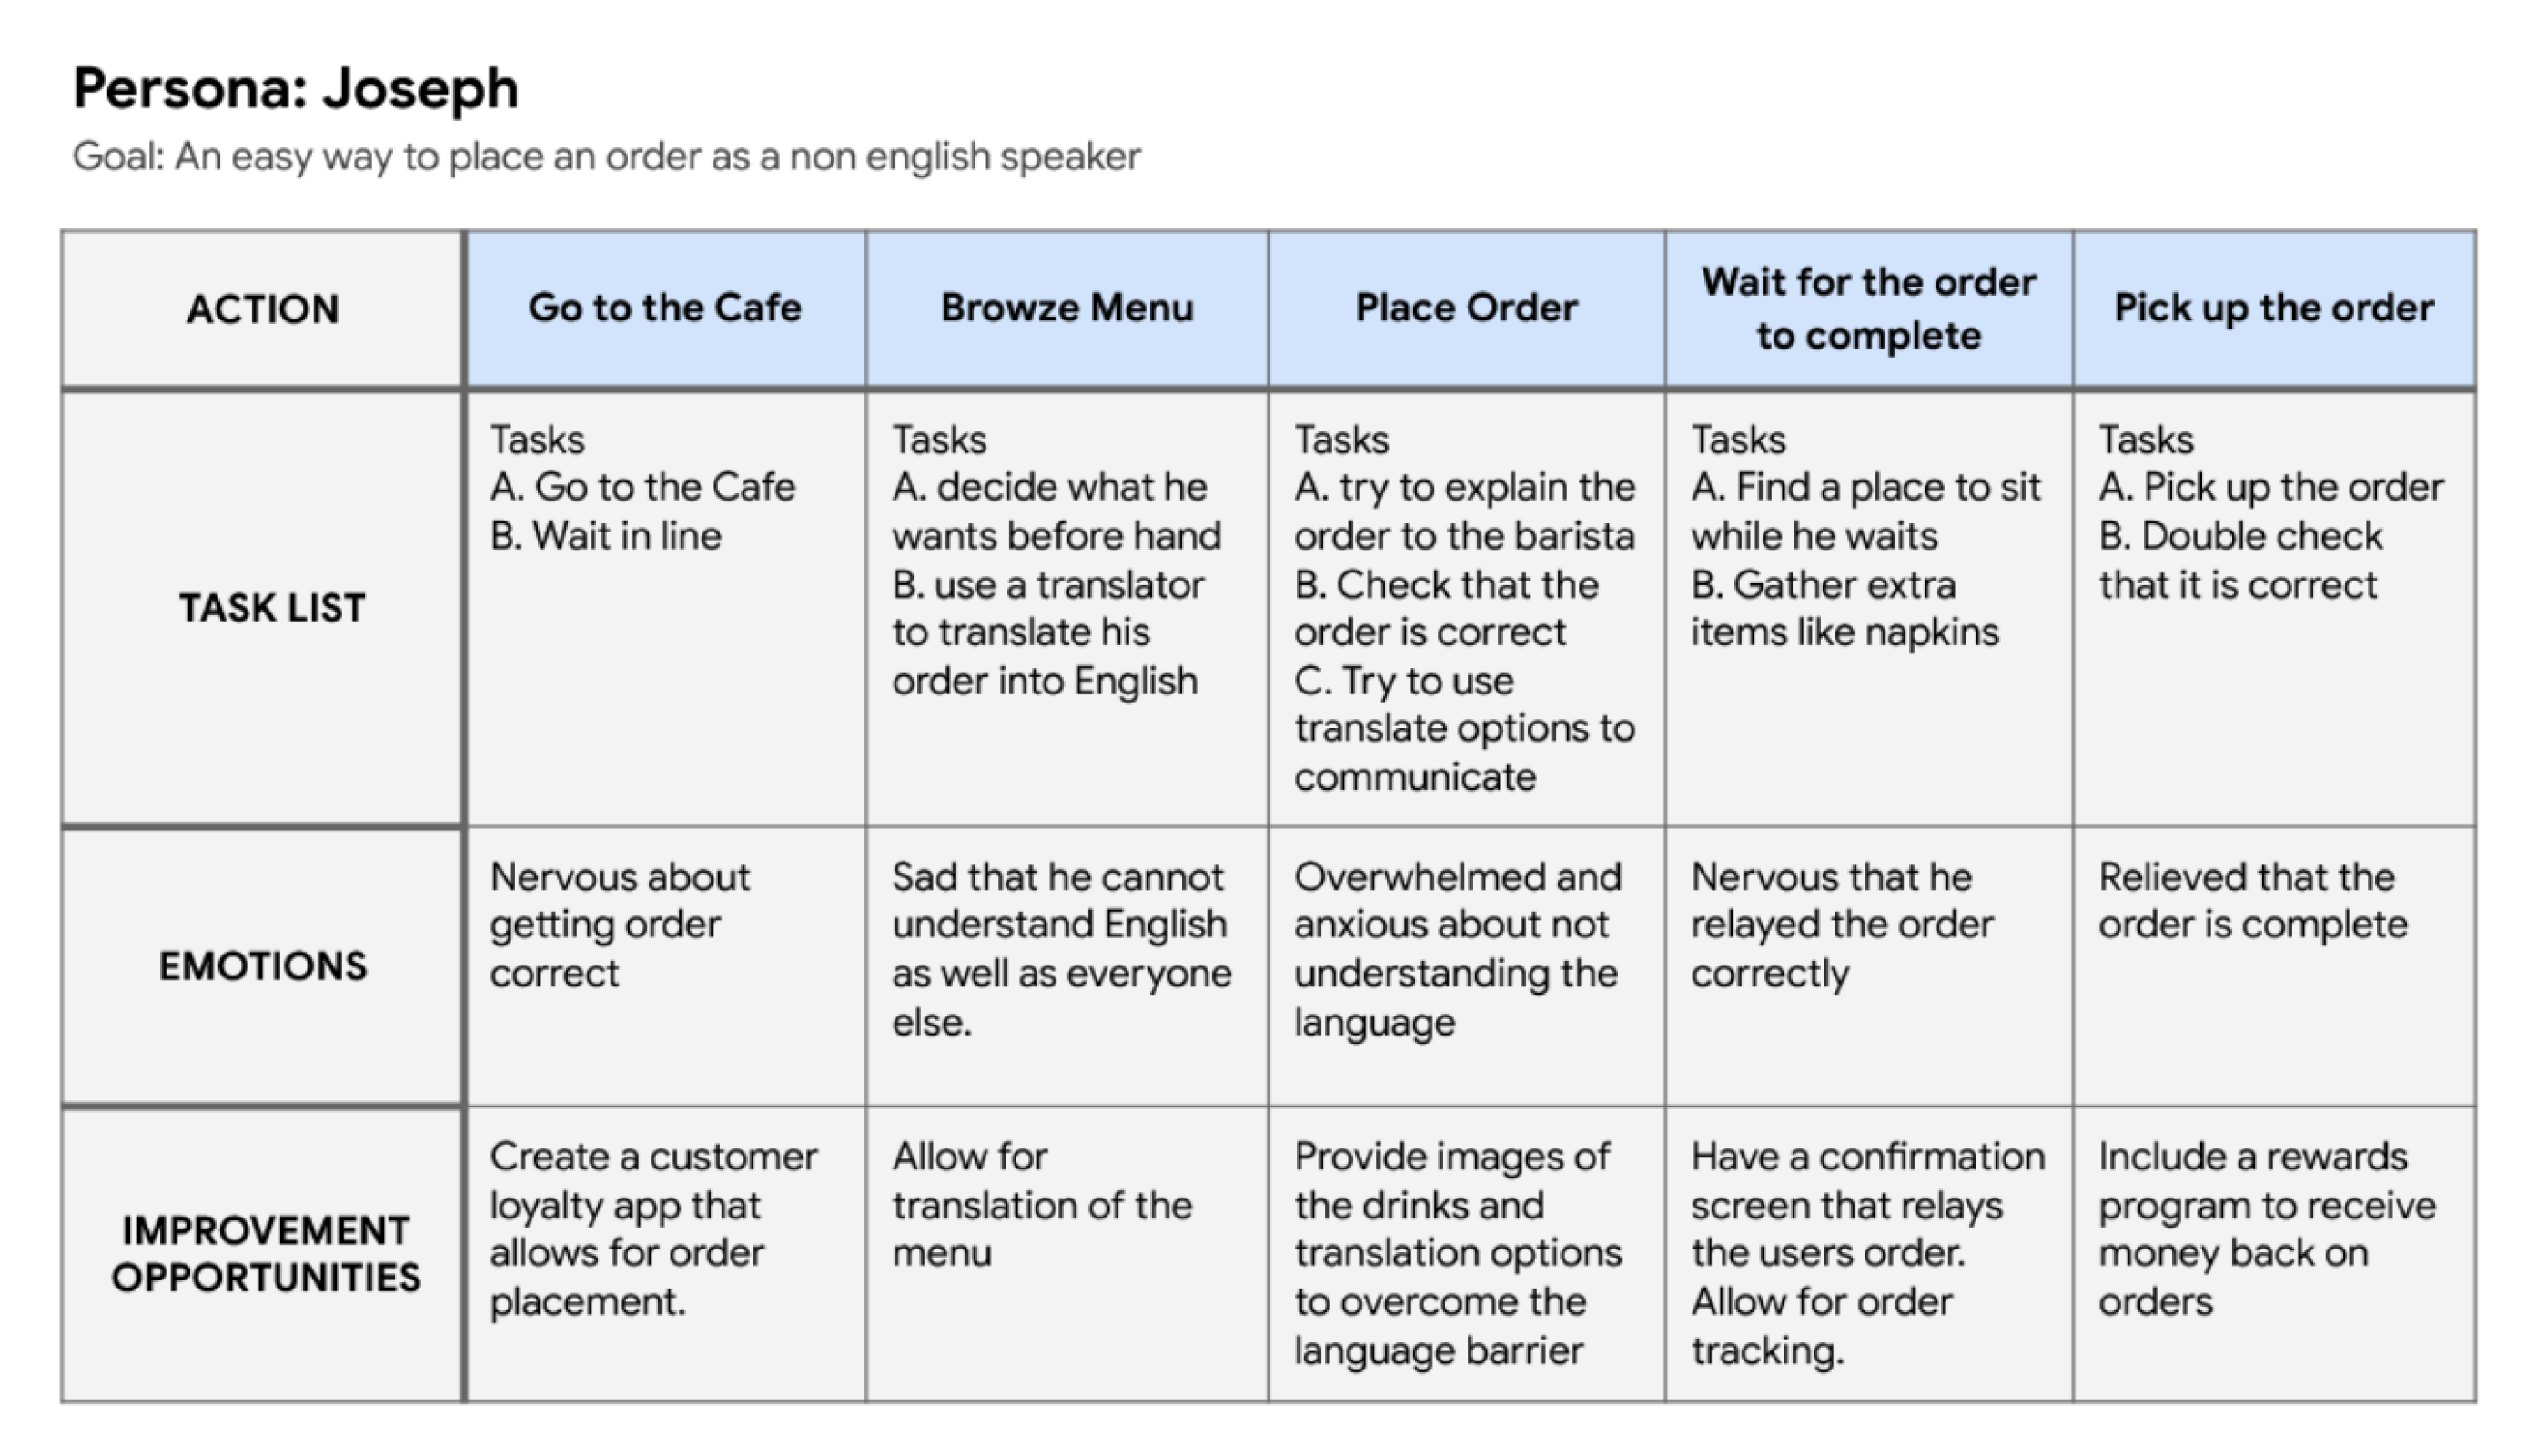 Persona: Joseph
Goal: An easy way to place an order as a non english speaker
ACTION
Go to the Cafe
Browze Menu
Place Order
Wait for the order
to complete
Pick up the order
TASK LIST
Tasks
A. Go to the Cafe
B. Wait in line
Tasks
A. decide what he
wants before hand
B. use a translator
to translate his
order into English
Tasks
A. try to explain the
order to the barista
B. Check that the
order is correct
C. Try to use
translate options to
communicate
Tasks
A. Find a place to sit
while he waits
B. Gather extra
items like napkins
Tasks
A. Pick up the order
B. Double check
that it is correct
EMOTIONS
Nervous about
getting order
correct
Sad that he cannot
understand English
as well as everyone
else.
Overwhelmed and
anxious about not
understanding the
language
Nervous that he
relayed the order
correctly
Relieved that the
order is complete
IMPROVEMENT
OPPORTUNITIES
Create a customer
loyalty app that
allows for order
placement.
Allow for
translation of the
menu
Provide images of
the drinks and
translation options
to overcome the
language barrier
Have a confirmation
screen that relays
the users order.
Allow for order
tracking.
Include a rewards
program to receive
money back on
orders